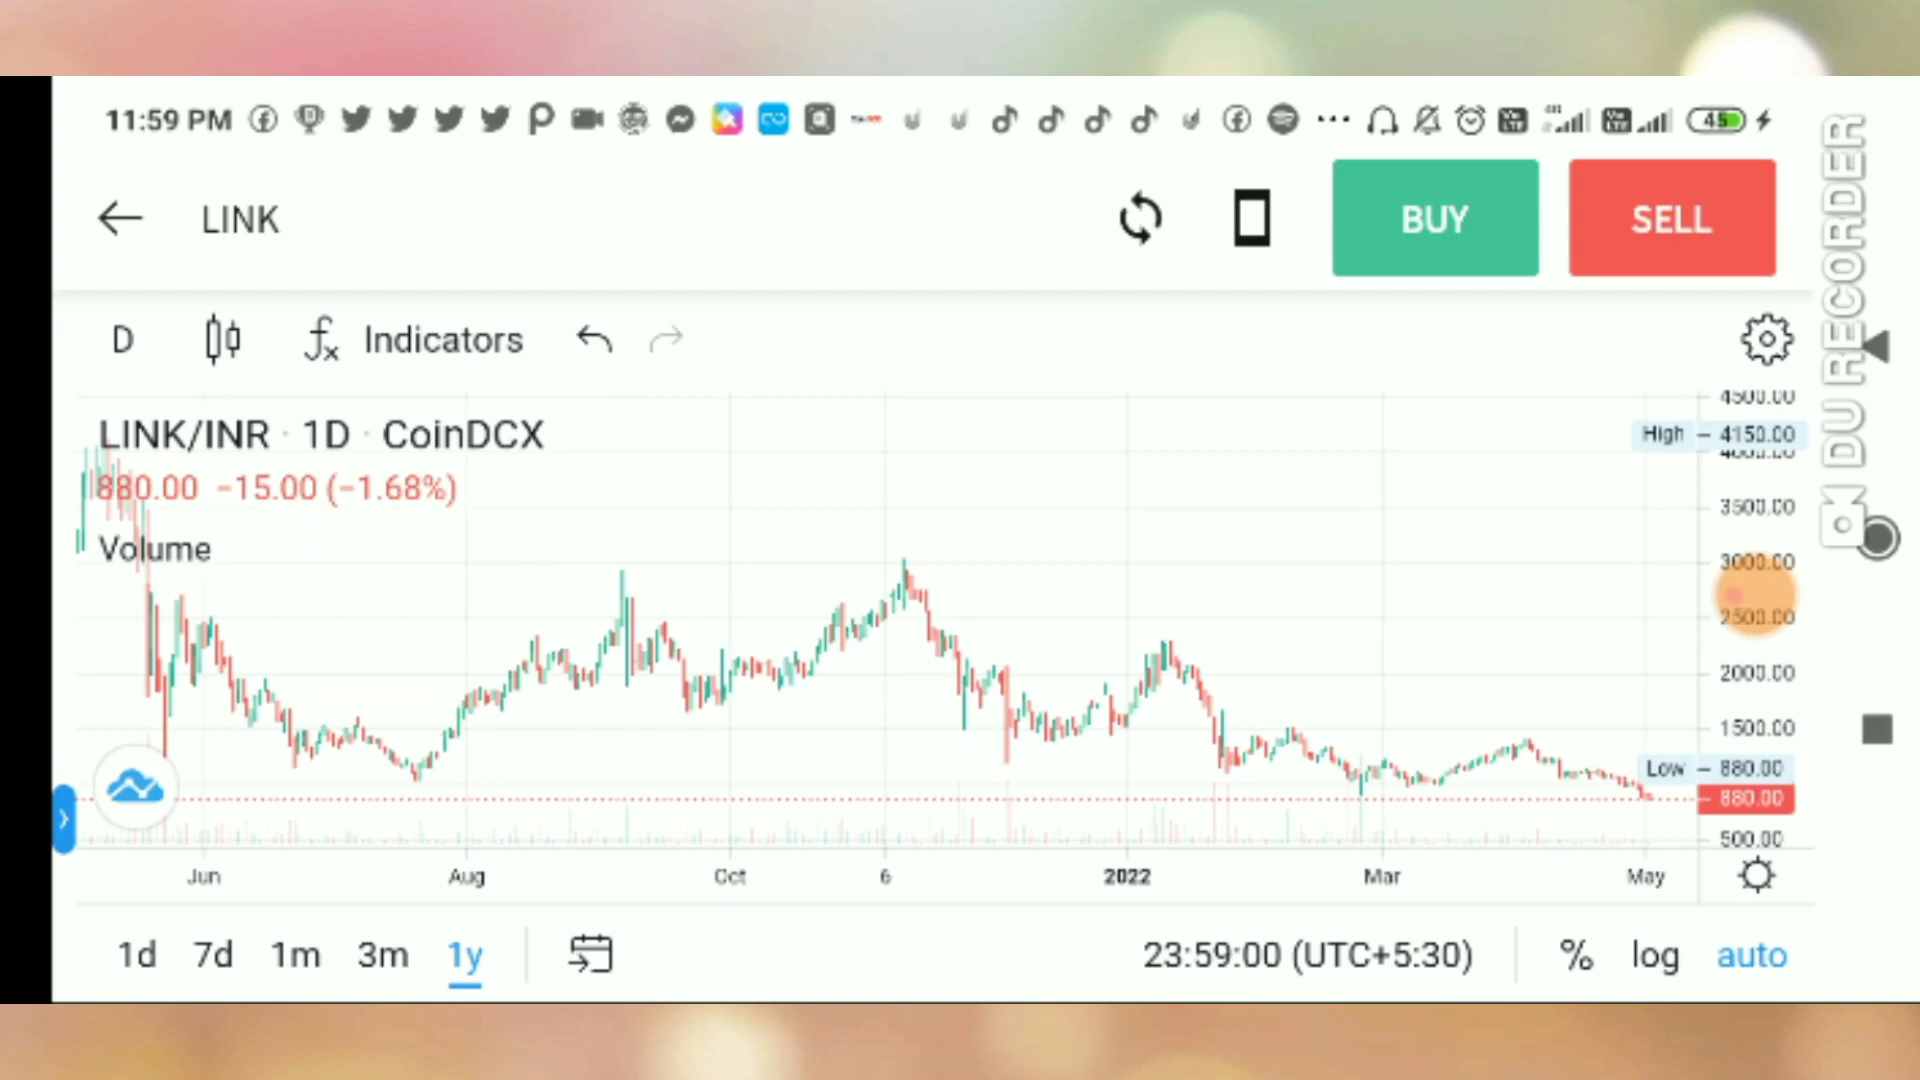 11:59 PM
45
LINK
BUY
SELL
D
Indicators
LINK/INR · 1D · CoinDCX
880.00 −15.00 (−1.68%)
Volume
4500.00
High
4150.00
4000.00
3500.00
3000.00
2500.00
2000.00
1500.00
Low
880.00
880.00
500.00
Jun
Aug
Oct
6
2022
Mar
May
1d
7d
1m
3m
1y
23:59:00 (UTC+5:30)
%
log
auto
DU RECORDER